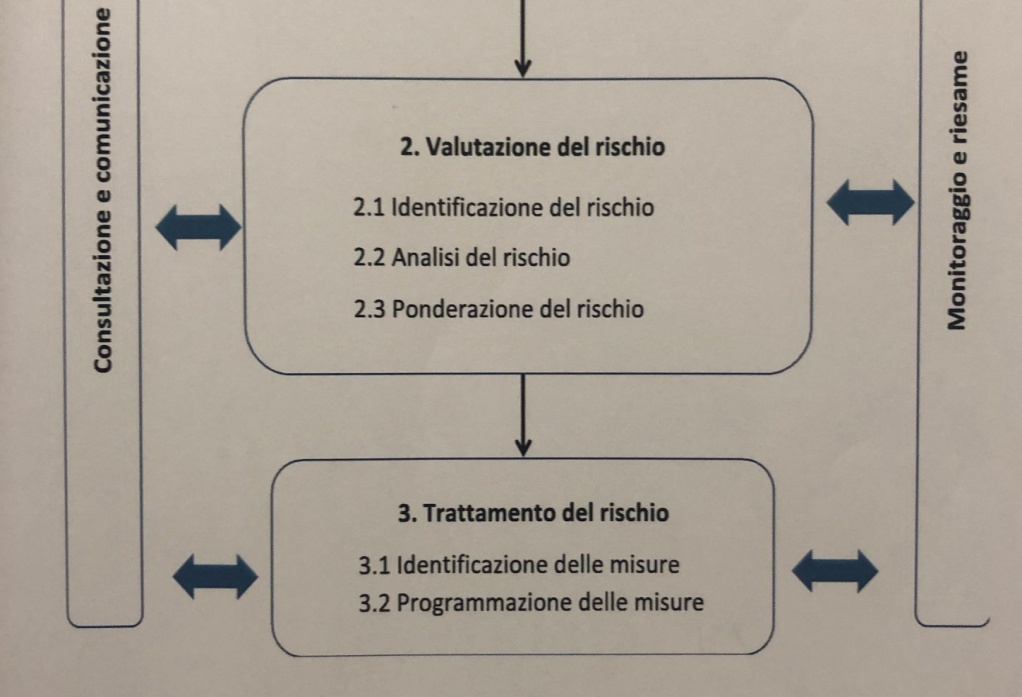 Consultazione e comunicazione
2. Valutazione del rischio
2.1 Identificazione del rischio
2.2 Analisi del rischio
2.3 Ponderazione del rischio
3. Trattamento del rischio
3.1 Identificazione delle misure
3.2 Programmazione delle misure
Monitoraggio e riesame